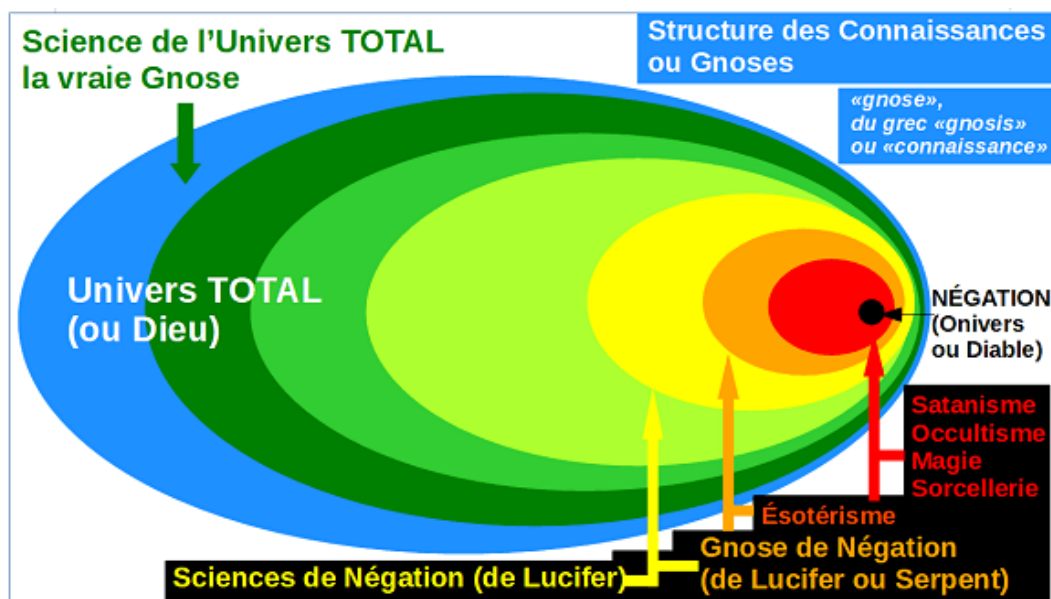 Science de l’Univers TOTAL
la vraie Gnose
Structure des Connaissances
ou Gnoses
«gnose»,
du grec «gnosis»
ou «connaissance»
Univers TOTAL
(ou Dieu)
NÉGATION
(Onivers
ou Diable)
Satanisme
Occultisme
Magie
Sorcellerie
Ésotérisme
Gnose de Négation
(de Lucifer ou Serpent)
Sciences de Négation (de Lucifer)